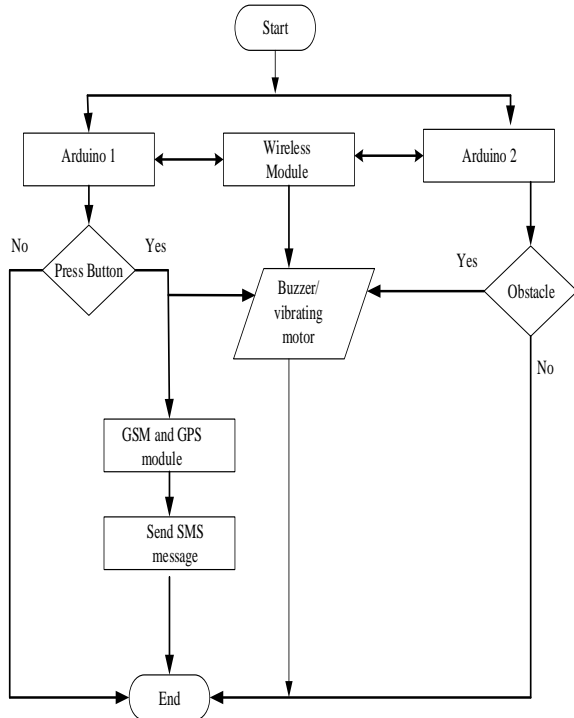 Start
Arduino 1
Wireless
Module
Arduino 2
No
Press Button
Yes
Buzzer/
vibrating
motor
Yes
Obstacle
No
GSM and GPS
module
Send SMS
message
End